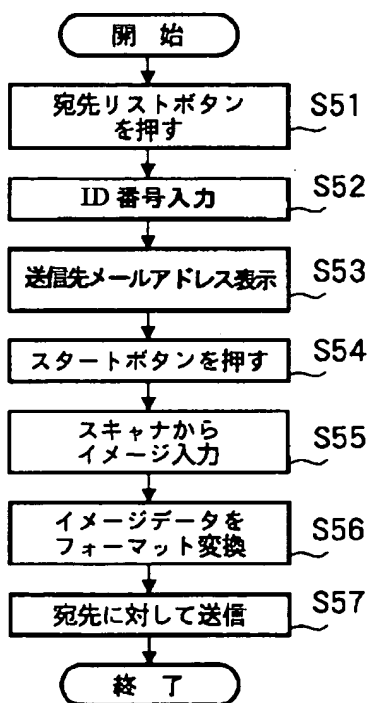 開 始
宛先リストボタン
を押す
S51
ID 番号入力
S52
送信先メールアドレス表示
S53
スタートボタンを押す
S54
スキャナから
イメージ入力
S55
イメージデータを
フォーマット変換
S56
宛先に対して送信
S57
終 了